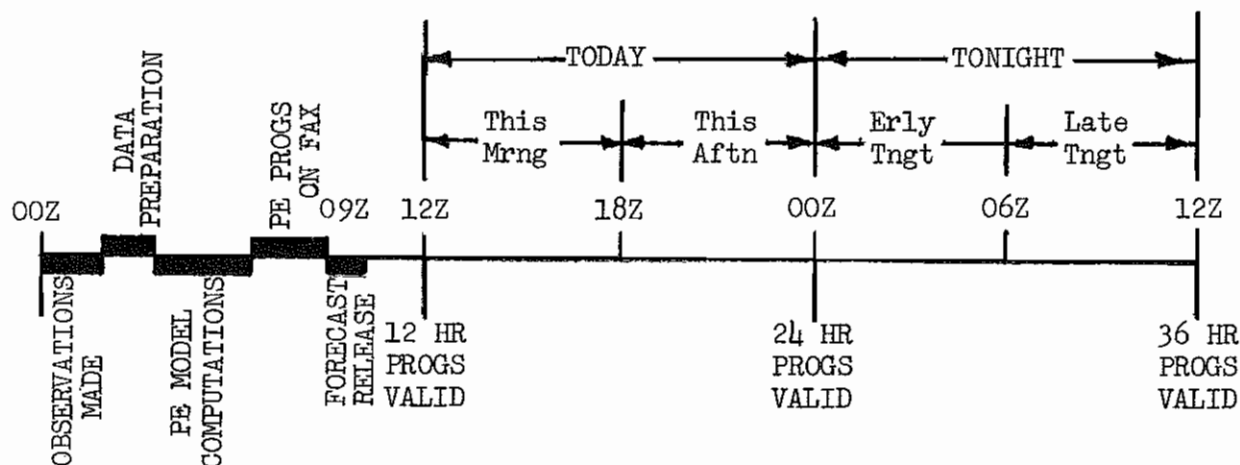 TODAY
TONIGHT
This
Mrng
This
Aftn
Erly
Tngt
Late
Tngt
DATA
PREPARATION
PE PROGS
ON FAX
00Z
09Z
12Z
18Z
00Z
06Z
12Z
OBSERVATIONS
MADE
PE MODEL
COMPUTATIONS
FORECAST
RELEASE
12 HR
PROGS
VALID
24 HR
PROGS
VALID
36 HR
PROGS
VALID